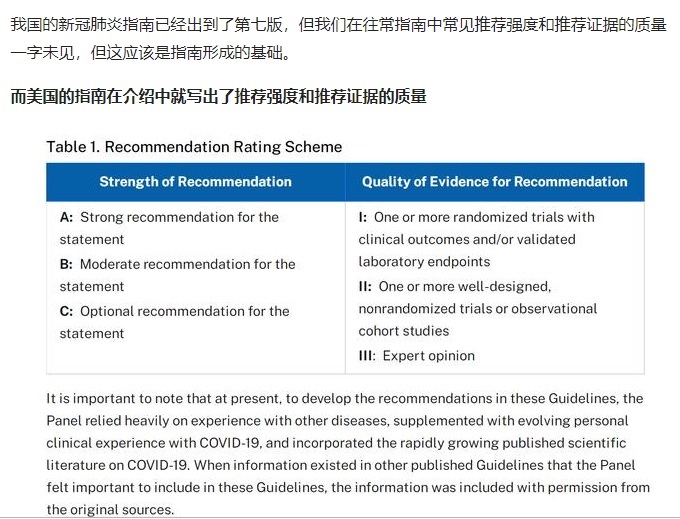 我国的新冠肺炎指南已经出到了第七版，但我们在往常指南中常见推荐强度和推荐证据的质量
一字未见，但这应该是指南形成的基础。
而美国的指南在介绍中就写出了推荐强度和推荐证据的质量
Table 1. Recommendation Rating Scheme
Strength of Recommendation
Quality of Evidence for Recommendation
A: Strong recommendation for the
statement
B: Moderate recommendation for the
statement
C: Optional recommendation for the
statement
I: One or more randomized trials with
clinical outcomes and/or validated
laboratory endpoints
II: One or more well-designed,
nonrandomized trials or observational
cohort studies
III: Expert opinion
It is important to note that at present, to develop the recommendations in these Guidelines, the
Panel relied heavily on experience with other diseases, supplemented with evolving personal
clinical experience with COVID-19, and incorporated the rapidly growing published scientific
literature on COVID-19. When information existed in other published Guidelines that the Panel
felt important to include in these Guidelines, the information was included with permission from
the original sources.